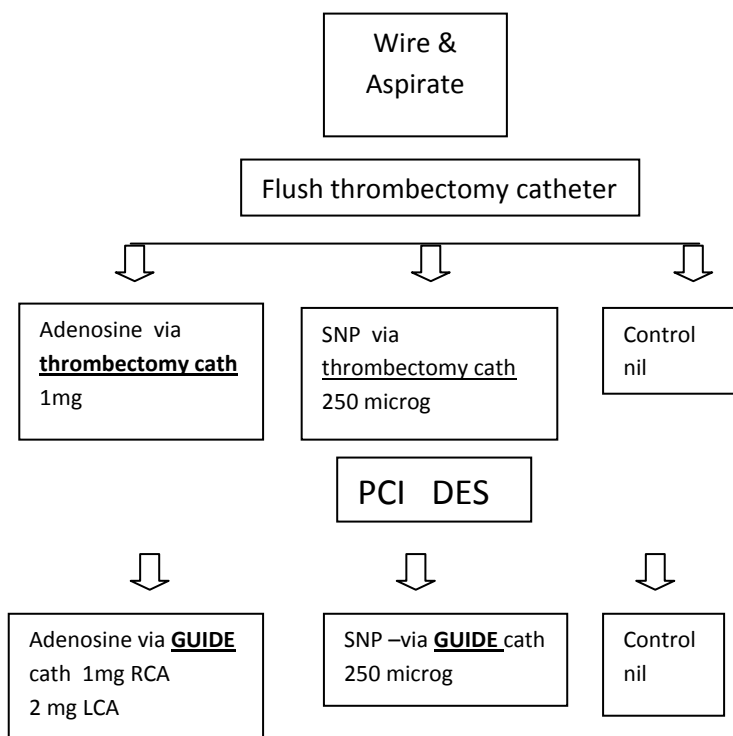 Wire &
Aspirate
Flush thrombectomy catheter
Adenosine via
thrombectomy cath
1mg
SNP via
thrombectomy cath
250 microg
Control
nil
PCI DES
Adenosine via GUIDE
cath 1mg RCA
2 mg LCA
SNP –via GUIDE cath
250 microg
Control
nil